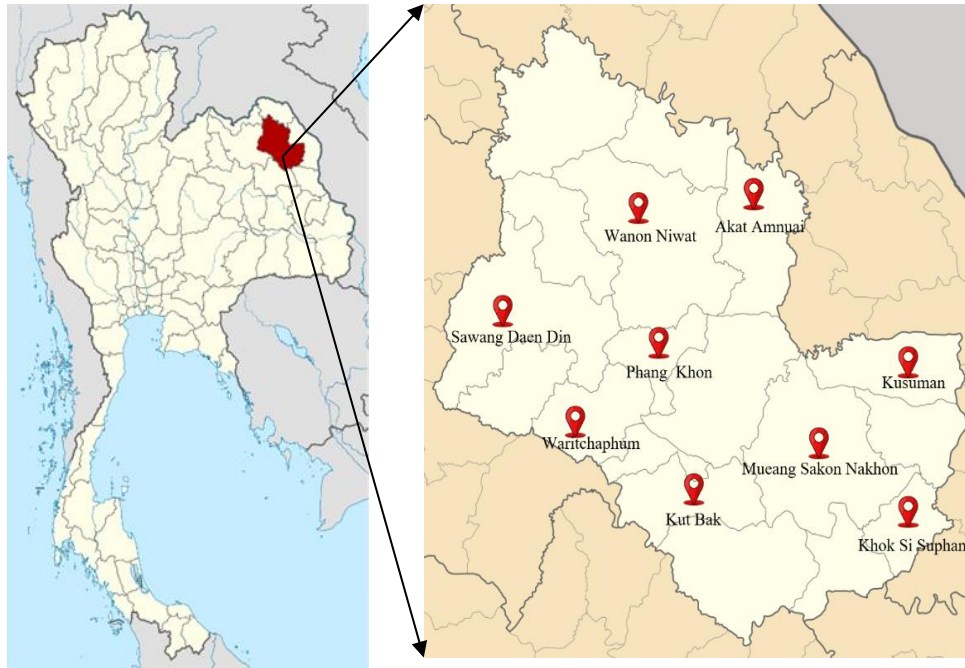 Akat Amnuai
Wanon Niwat
Sawang Daen Din
Phang Khon
Kusuman
Waritchaphum
Mueang Sakon Nakhon
Kut Bak
Khok Si Suphan